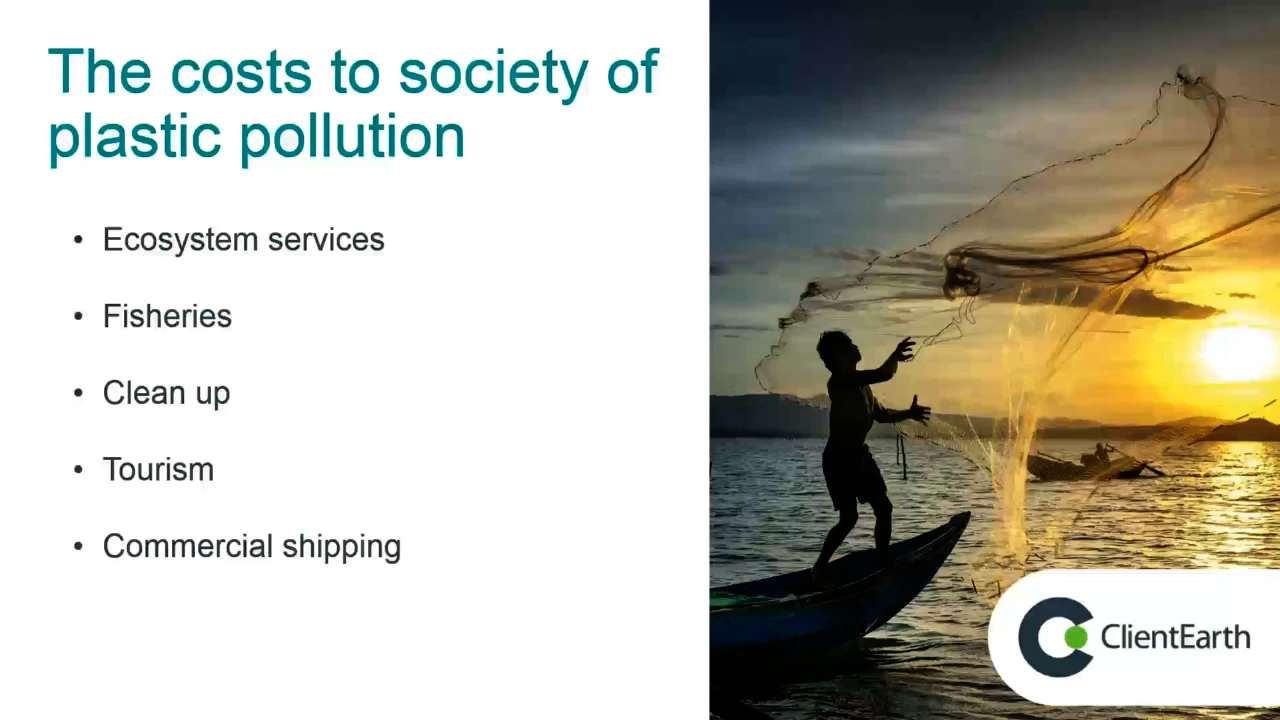 The costs to society of
plastic pollution
• Ecosystem services
• Fisheries
• Clean up
• Tourism
• Commercial shipping
ClientEarth